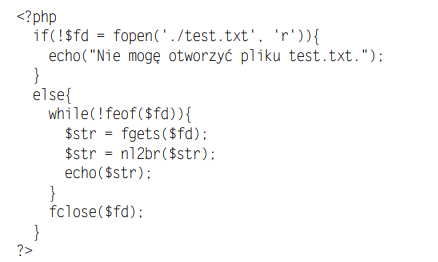 <?php
if(!$fd = fopen('./test.txt', 'r')){
echo("Nie mogę otworzyć pliku test.txt.");
}
else{
while(!feof($fd)){
$str = fgets($fd);
$str = nl2br($str);
echo($str);
}
fclose($fd);
}
?>